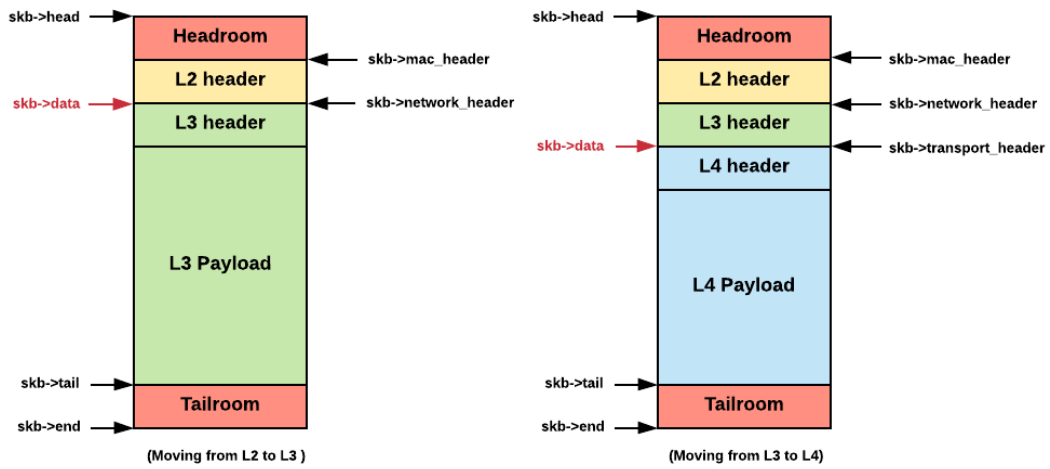 skb->head
Headroom
skb->mac_header
L2 header
skb->data
skb->network_header
L3 header
L3 Payload
skb->tail
Tailroom
skb->end
(Moving from L2 to L3 )
skb->head
Headroom
skb->mac_header
L2 header
skb->network_header
L3 header
skb->data
skb->transport_header
L4 header
L4 Payload
skb->tail
Tailroom
skb->end
(Moving from L3 to L4)